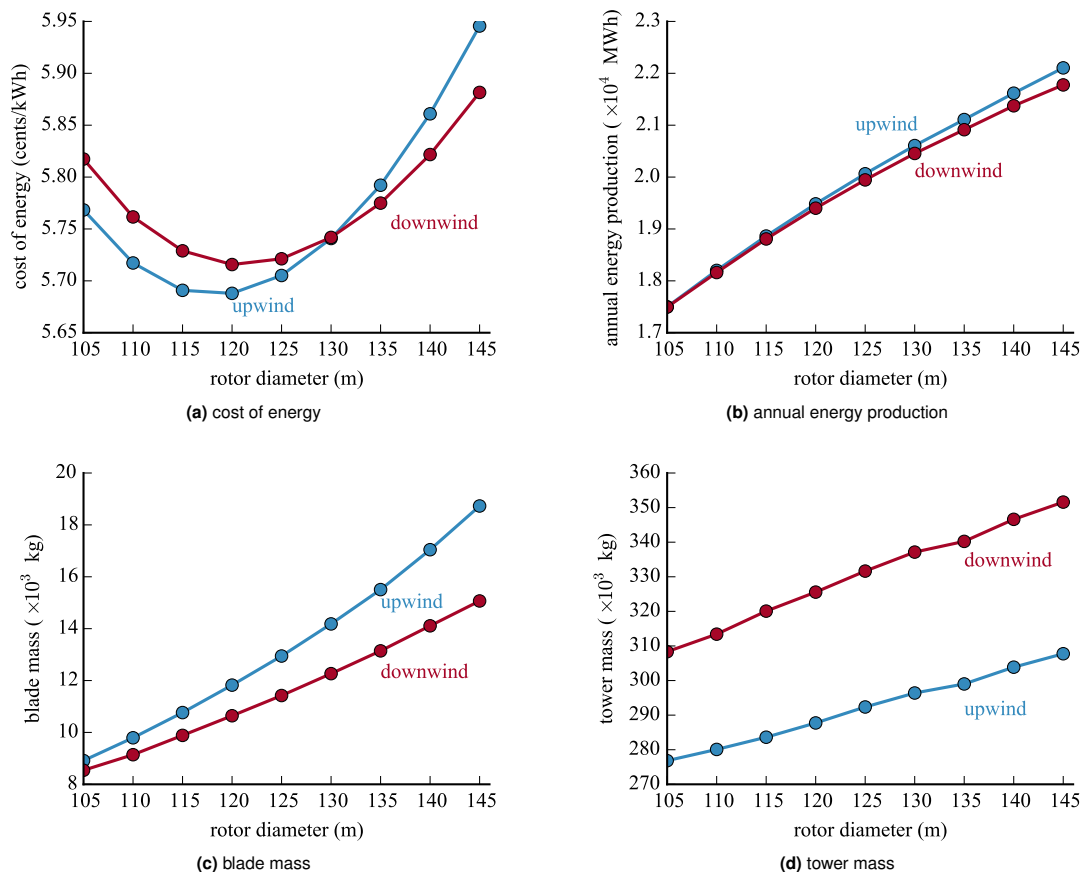 cost of energy (cents/kWh)
5.95
5.90
5.85
5.80
5.75
5.70
5.65
downwind
upwind
105 110 115 120 125 130 135 140 145
rotor diameter (m)
(a) cost of energy
annual energy production ( ×10⁴ MWh)
2.3
2.2
2.1
2.0
1.9
1.8
1.7
upwind
downwind
105 110 115 120 125 130 135 140 145
rotor diameter (m)
(b) annual energy production
blade mass ( ×10³ kg)
20
18
16
14
12
10
8
upwind
downwind
105 110 115 120 125 130 135 140 145
rotor diameter (m)
(c) blade mass
tower mass ( ×10³ kg)
360
350
340
330
320
310
300
290
280
270
downwind
upwind
105 110 115 120 125 130 135 140 145
rotor diameter (m)
(d) tower mass